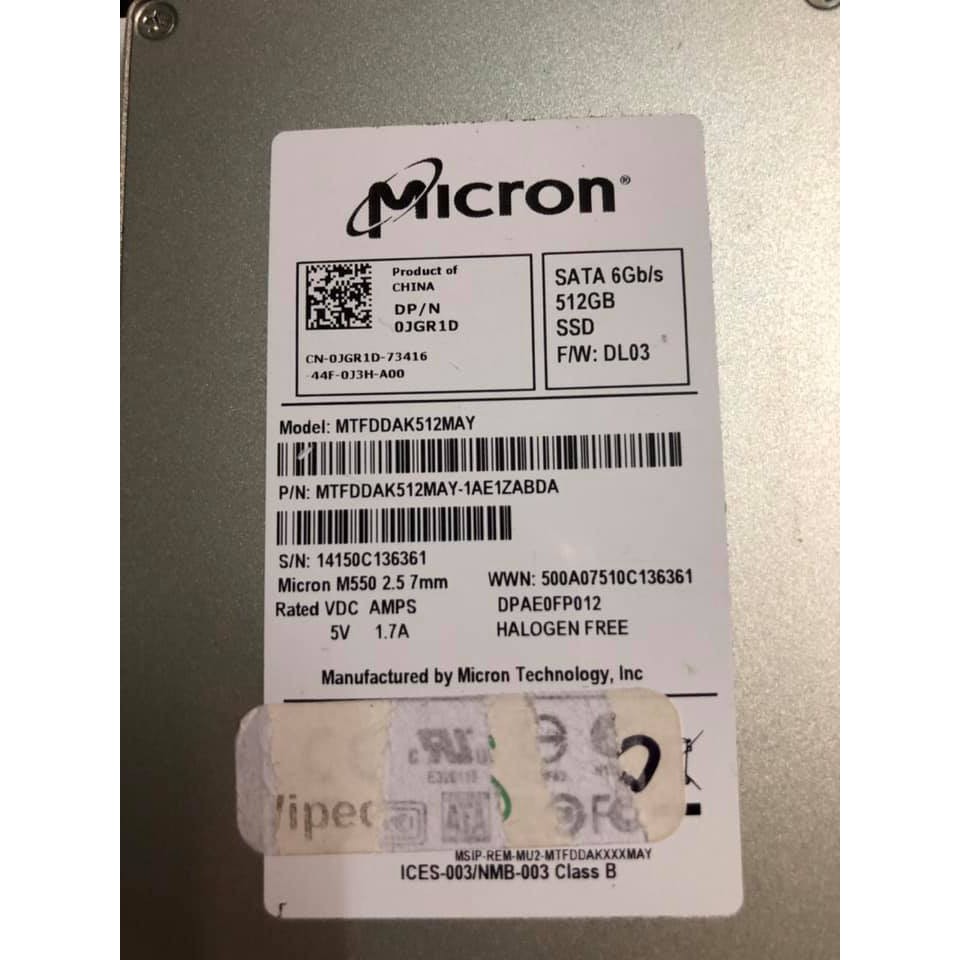 Micron®
Product of
CHINA
DP/N
0JGR1D
CN-0JGR1D-73416
-44F-0J3H-A00
SATA 6Gb/s
512GB
SSD
F/W: DL03
Model: MTFDDAK512MAY
P/N: MTFDDAK512MAY-1AE1ZABDA
S/N: 14150C136361
Micron M550 2.5 7mm
WWN: 500A07510C136361
Rated VDC AMPS
DPAE0FP012
5V 1.7A
HALOGEN FREE
Manufactured by Micron Technology, Inc
MSIP-REM-MU2-MTFDDAKXXXMAY
ICES-003/NMB-003 Class B